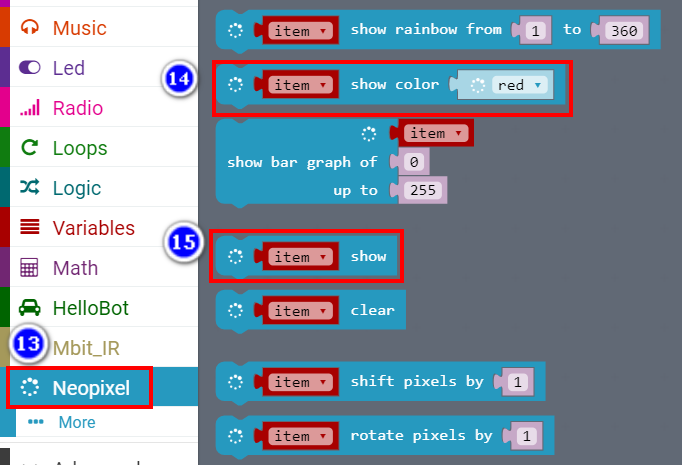 Music
Led
Radio
Loops
Logic
Variables
Math
HelloBot
Mbit_IR
Neopixel
More
13
14
item show rainbow from 1 to 360
item show color red
item
show bar graph of 0
up to 255
15
item show
item clear
item shift pixels by 1
item rotate pixels by 1